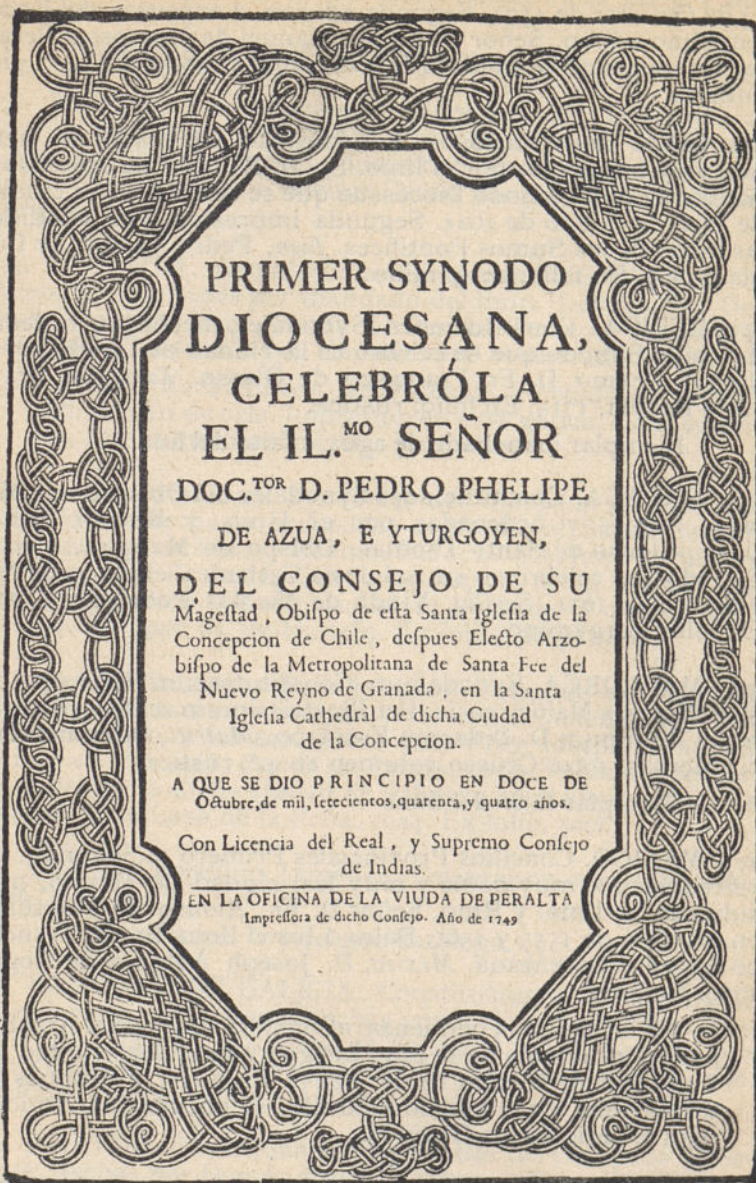 PRIMER SYNODO
DIOCESANA,
CELEBRÓLA
EL IL.ᴹᴼ SEÑOR
DOC.ᵀᴼᴿ D. PEDRO PHELIPE
DE AZUA, E YTURGOYEN,
DEL CONSEJO DE SU
Mageſtad, Obiſpo de eſta Santa Igleſia de la
Concepcion de Chile, deſpues Electo Arzo-
biſpo de la Metropolitana de Santa Fee del
Nuevo Reyno de Granada, en la Santa
Igleſia Cathedràl de dicha Ciudad
de la Concepcion.
A QUE SE DIO PRINCIPIO EN DOCE DE
Octubre, de mil, ſetecientos, quarenta, y quatro años.
Con Licencia del Real, y Supremo Conſejo
de Indias.
EN LA OFICINA DE LA VIUDA DE PERALTA
Impreſſora de dicho Conſejo. Año de 1749